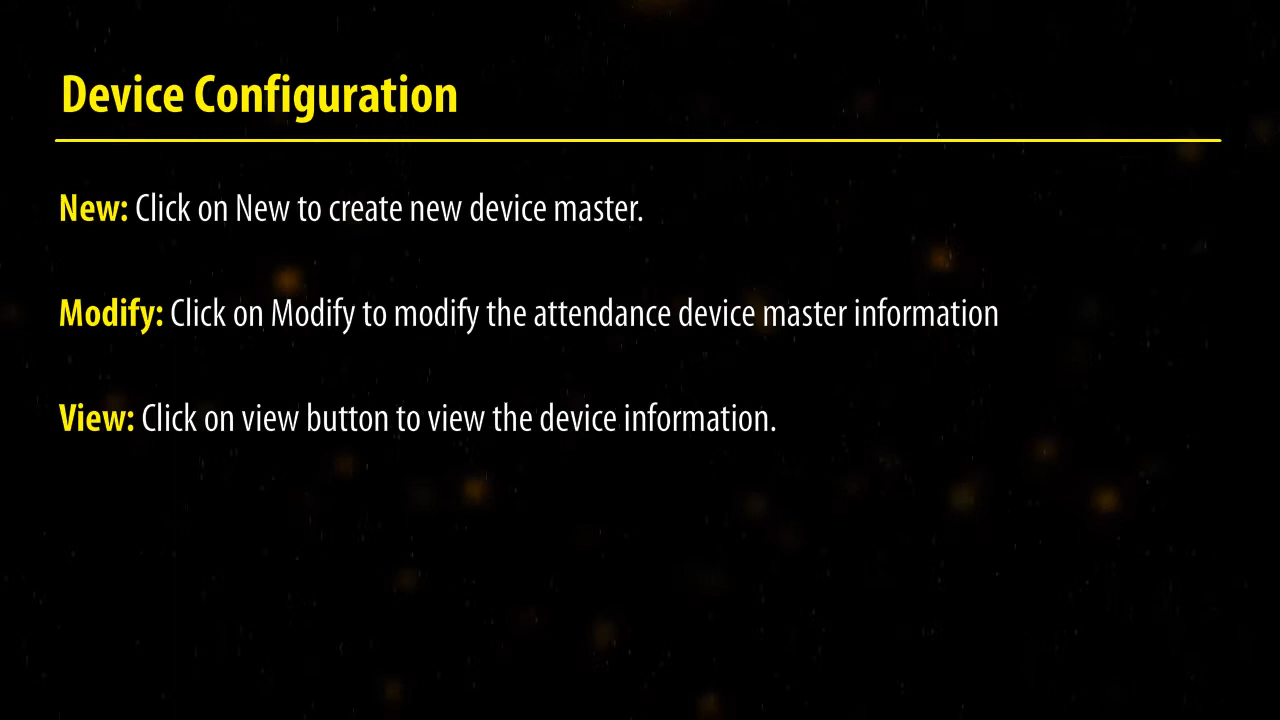 Device Configuration
New: Click on New to create new device master.
Modify: Click on Modify to modify the attendance device master information
View: Click on view button to view the device information.